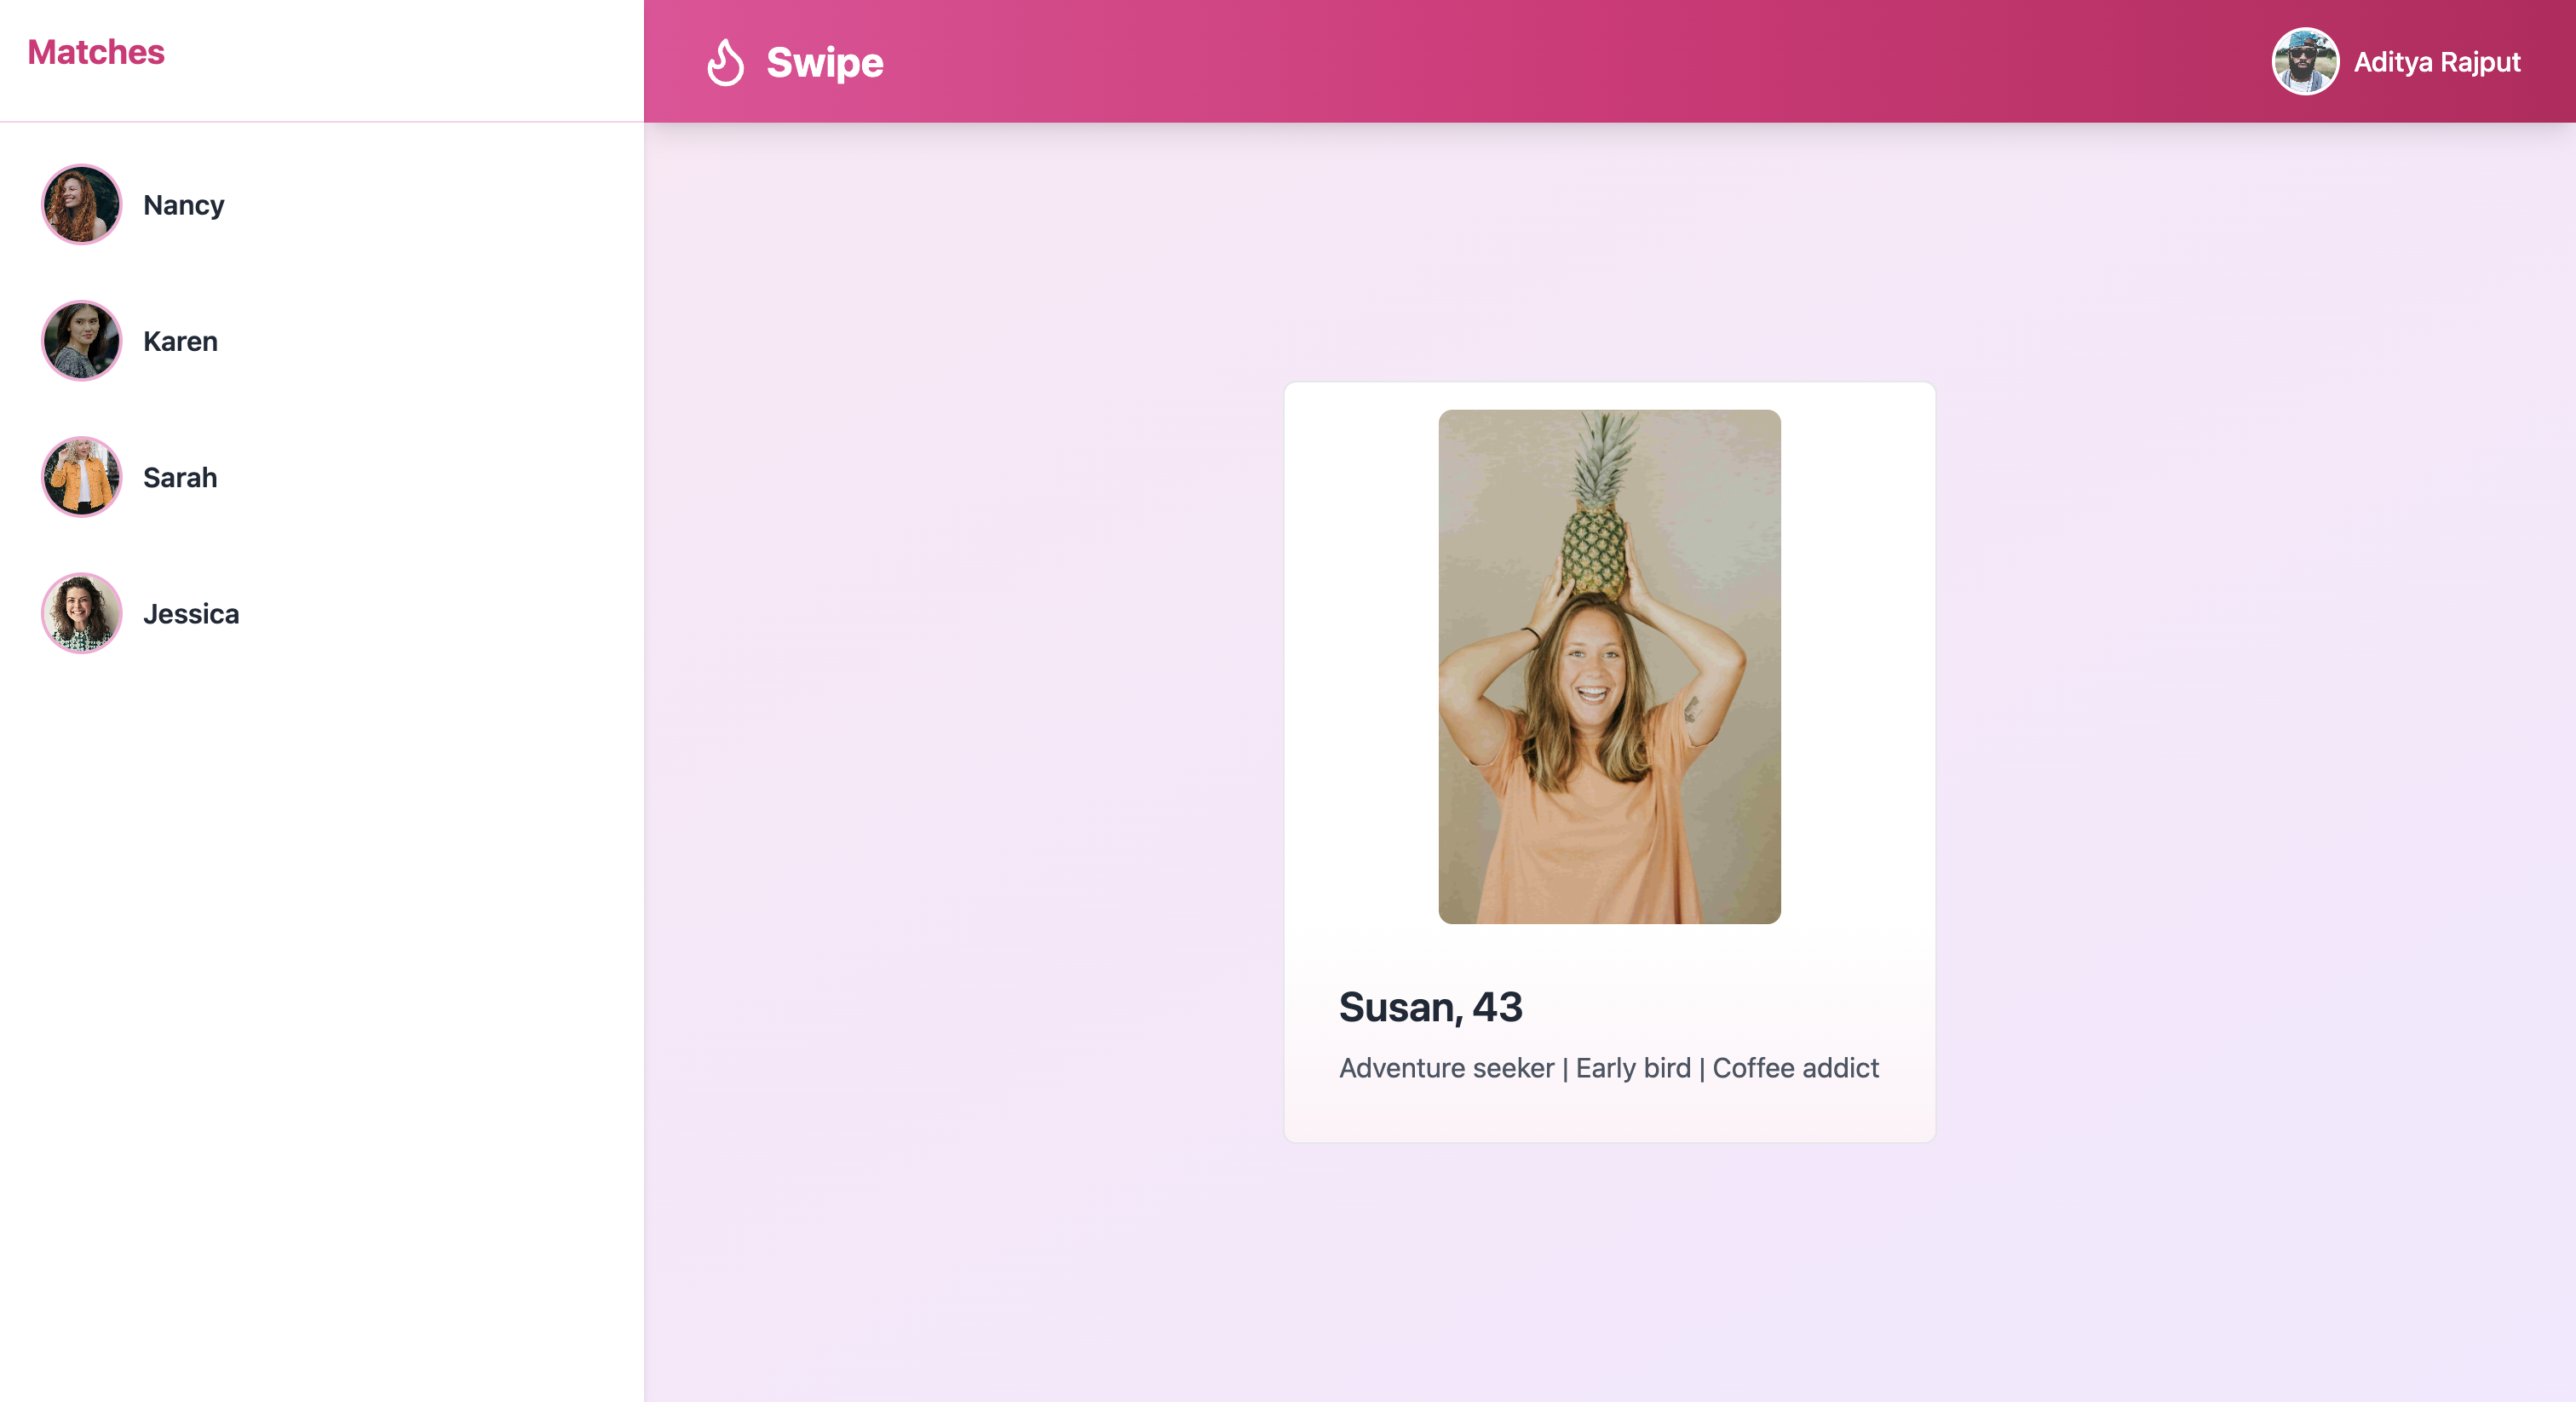 Matches
Swipe
Aditya Rajput
Nancy
Karen
Sarah
Jessica
Susan, 43
Adventure seeker | Early bird | Coffee addict